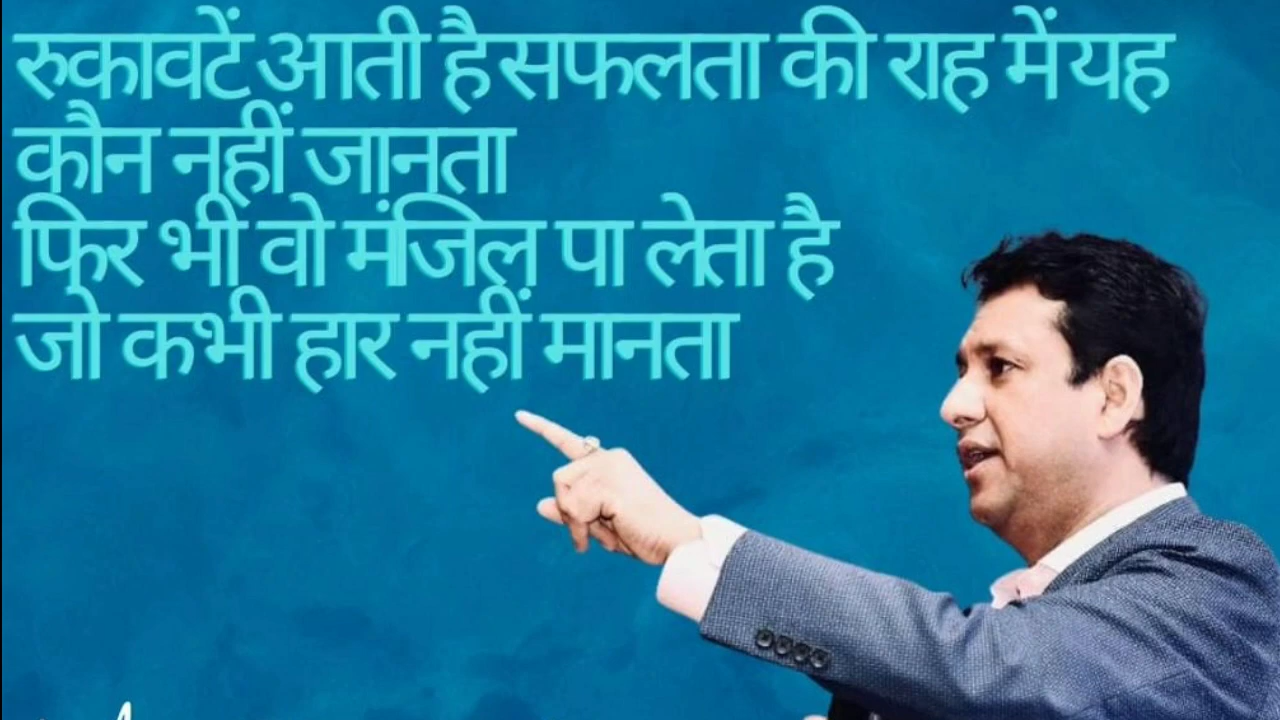 रुकावटें आती है सफलता की राह में यह
कौन नहीं जानता
फिर भी वो मंजिल पा लेता है
जो कभी हार नहीं मानता